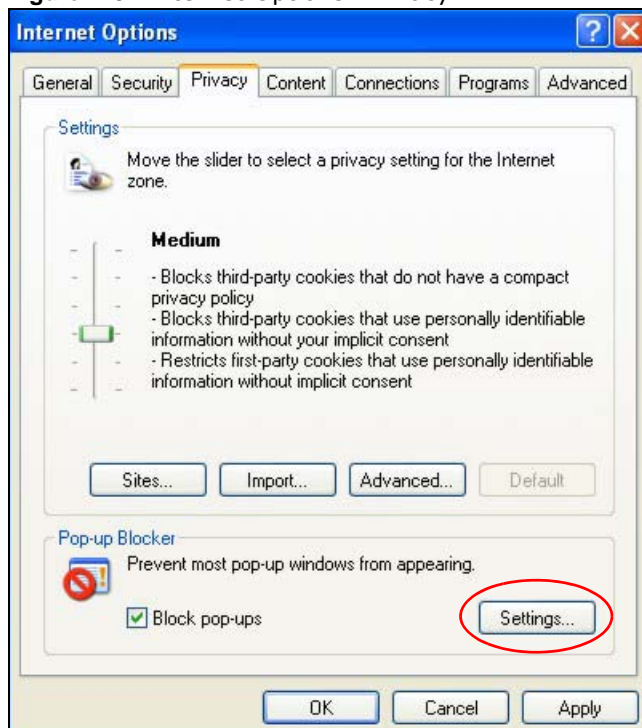 Internet Options
General Security Privacy Content Connections Programs Advanced
Settings
Move the slider to select a privacy setting for the Internet
zone.
Medium
- Blocks third-party cookies that do not have a compact
privacy policy
- Blocks third-party cookies that use personally identifiable
information without your implicit consent
- Restricts first-party cookies that use personally identifiable
information without implicit consent
Sites... Import... Advanced... Default
Pop-up Blocker
Prevent most pop-up windows from appearing.
Block pop-ups
Settings...
OK Cancel Apply